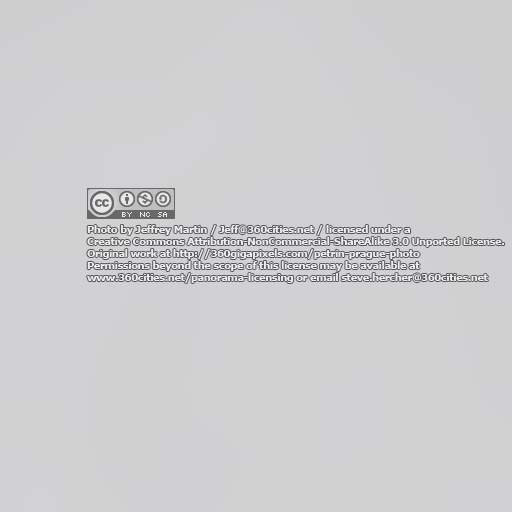 cc BY NC SA
Photo by Jeffrey Martin / Jeff@360cities.net / licensed under a
Creative Commons Attribution-NonCommercial-ShareAlike 3.0 Unported License.
Original work at http://360gigapixels.com/petrin-prague-photo
Permissions beyond the scope of this license may be available at
www.360cities.net/panorama-licensing or email steve.hercher@360cities.net